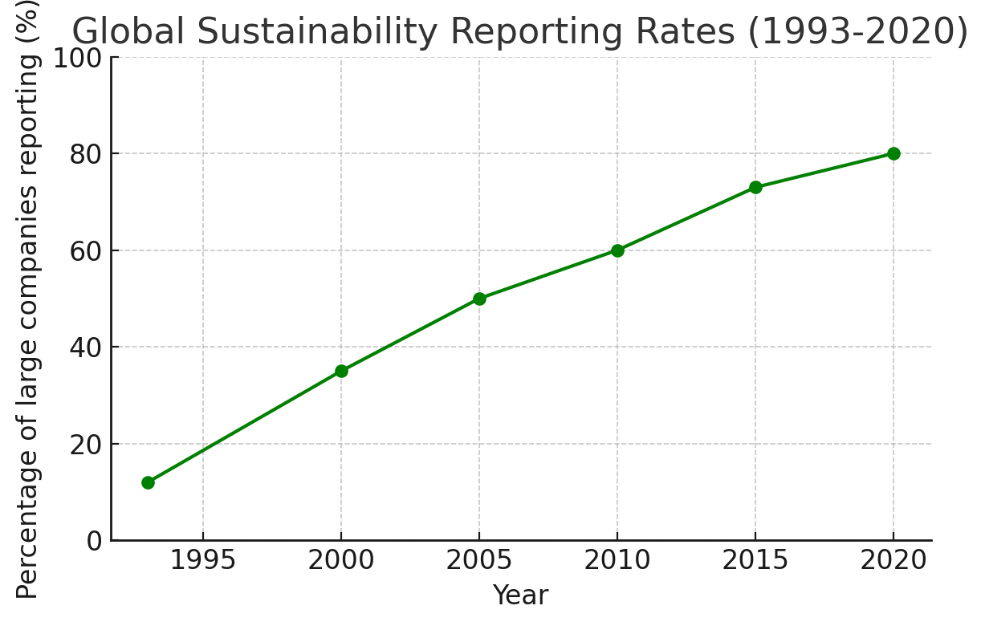 Global Sustainability Reporting Rates (1993-2020)
Percentage of large companies reporting (%)
100
80
60
40
20
0
1995 2000 2005 2010 2015 2020
Year